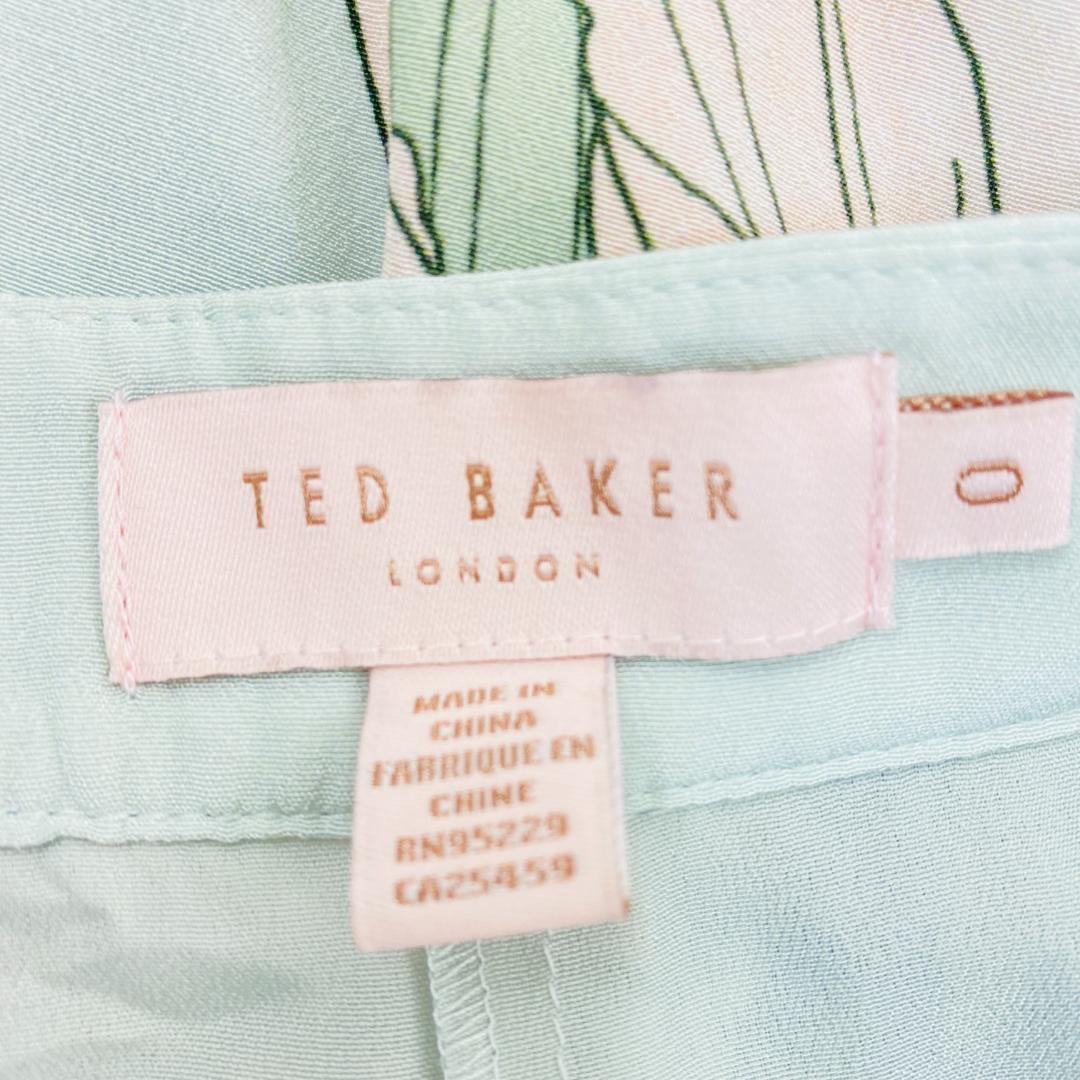 TED BAKER
LONDON
0
MADE IN
CHINA
FABRIQUE EN
CHINE
RN95229
CA25459